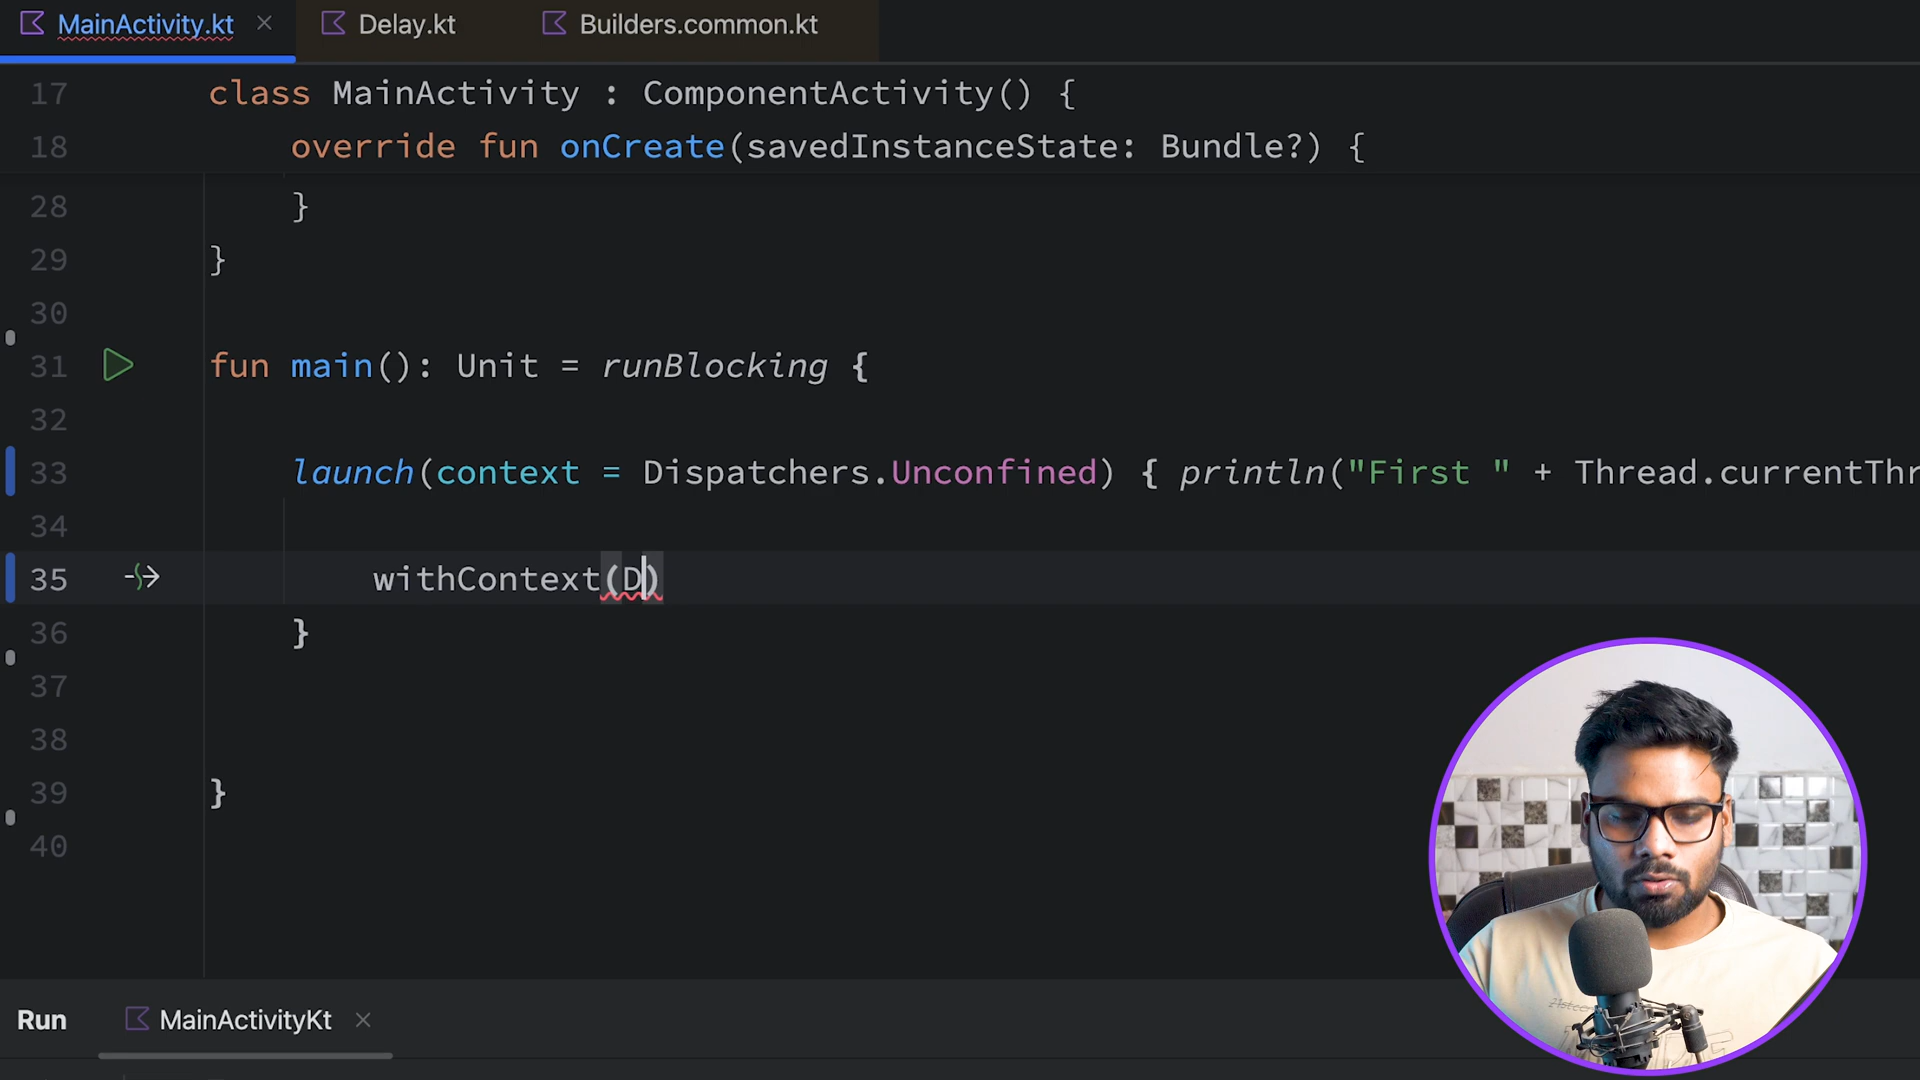 MainActivity.kt
Delay.kt
Builders.common.kt
17 class MainActivity : ComponentActivity() {
18 override fun onCreate(savedInstanceState: Bundle?) {
28 }
29 }
30
31 fun main(): Unit = runBlocking {
32
33 launch(context = Dispatchers.Unconfined) { println("First " + Thread.currentThr
34
35 withContext(D)
36 }
37
38
39 }
40
Run MainActivityKt